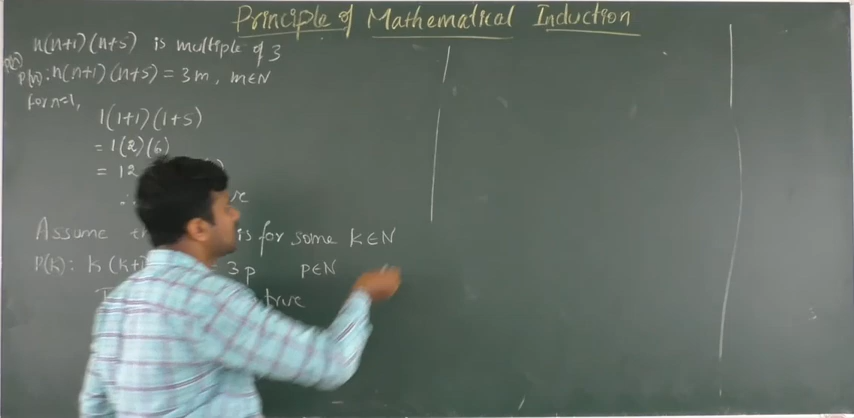 Principle of Mathematical Induction
n(n+1)(n+5) is multiple of 3
P(n): n(n+1)(n+5) = 3m, m∈N
For n=1,
1(1+1)(1+5)
= 1(2)(6)
= 12
∴
Assume is for some k∈N
P(k): k(k+ = 3p p∈N
true